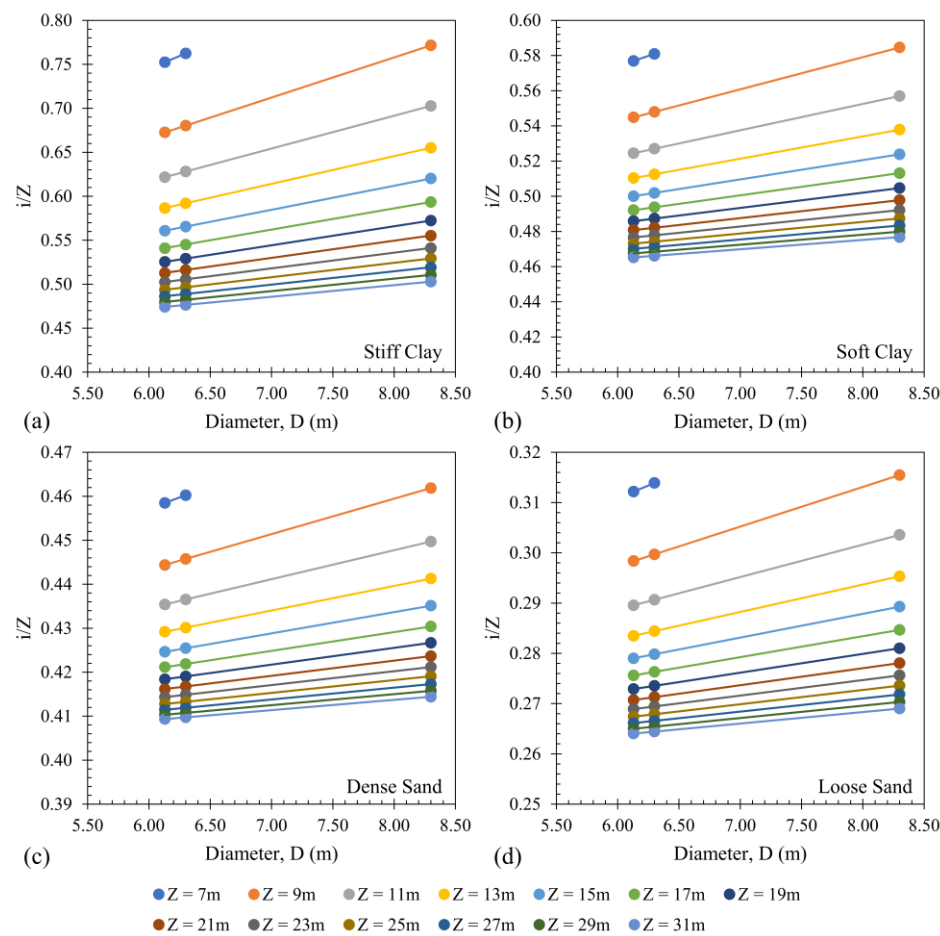 0.80
0.75
0.70
0.65
0.60
0.55
0.50
0.45
0.40
i/Z
Stiff Clay
5.50 6.00 6.50 7.00 7.50 8.00 8.50
(a)
Diameter, D (m)
0.60
0.58
0.56
0.54
0.52
0.50
0.48
0.46
0.44
0.42
0.40
i/Z
Soft Clay
5.50 6.00 6.50 7.00 7.50 8.00 8.50
(b)
Diameter, D (m)
0.47
0.46
0.45
0.44
0.43
0.42
0.41
0.40
0.39
i/Z
Dense Sand
5.50 6.00 6.50 7.00 7.50 8.00 8.50
(c)
Diameter, D (m)
0.32
0.31
0.30
0.29
0.28
0.27
0.26
0.25
i/Z
Loose Sand
5.50 6.00 6.50 7.00 7.50 8.00 8.50
(d)
Diameter, D (m)
Z = 7m Z = 9m Z = 11m Z = 13m Z = 15m Z = 17m Z = 19m
Z = 21m Z = 23m Z = 25m Z = 27m Z = 29m Z = 31m